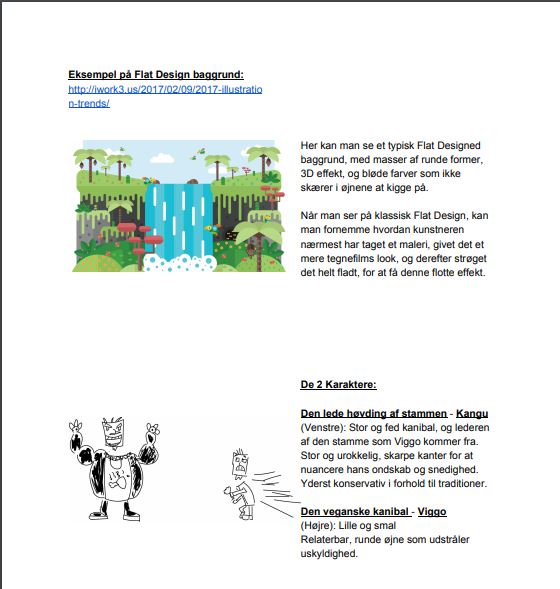 Eksempel på Flat Design baggrund:
http://iwork3.us/2017/02/09/2017-illustratio
n-trends/
Her kan man se et typisk Flat Designed
baggrund, med masser af runde former,
3D effekt, og bløde farver som ikke
skærer i øjnene at kigge på.
Når man ser på klassisk Flat Design, kan
man fornemme hvordan kunstneren
nærmest har taget et maleri, givet det et
mere tegnefilms look, og derefter strøget
det helt fladt, for at få denne flotte effekt.
De 2 Karaktere:
Den lede høvding af stammen - Kangu
(Venstre): Stor og fed kanibal, og lederen
af den stamme som Viggo kommer fra.
Stor og urokkelig, skarpe kanter for at
nuancere hans ondskab og snedighed.
Yderst konservativ i forhold til traditioner.
Den veganske kanibal - Viggo
(Højre): Lille og smal
Relaterbar, runde øjne som udstråler
uskyldighed.